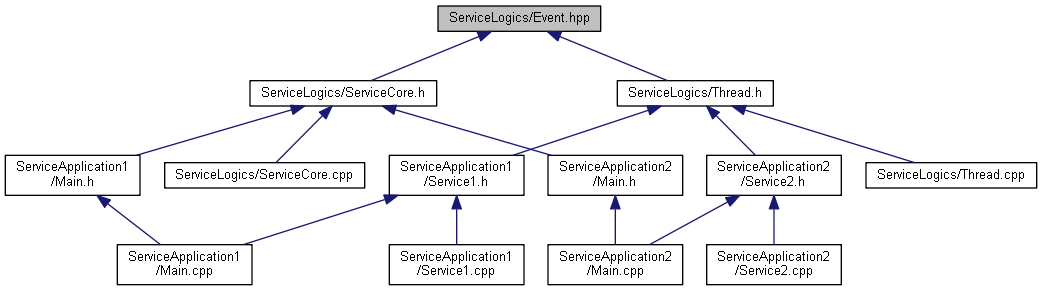 ServiceLogics/Event.hpp
ServiceLogics/ServiceCore.h
ServiceLogics/Thread.h
ServiceApplication1
/Main.h
ServiceLogics/ServiceCore.cpp
ServiceApplication1
/Service1.h
ServiceApplication2
/Main.h
ServiceApplication2
/Service2.h
ServiceLogics/Thread.cpp
ServiceApplication1
/Main.cpp
ServiceApplication1
/Service1.cpp
ServiceApplication2
/Main.cpp
ServiceApplication2
/Service2.cpp